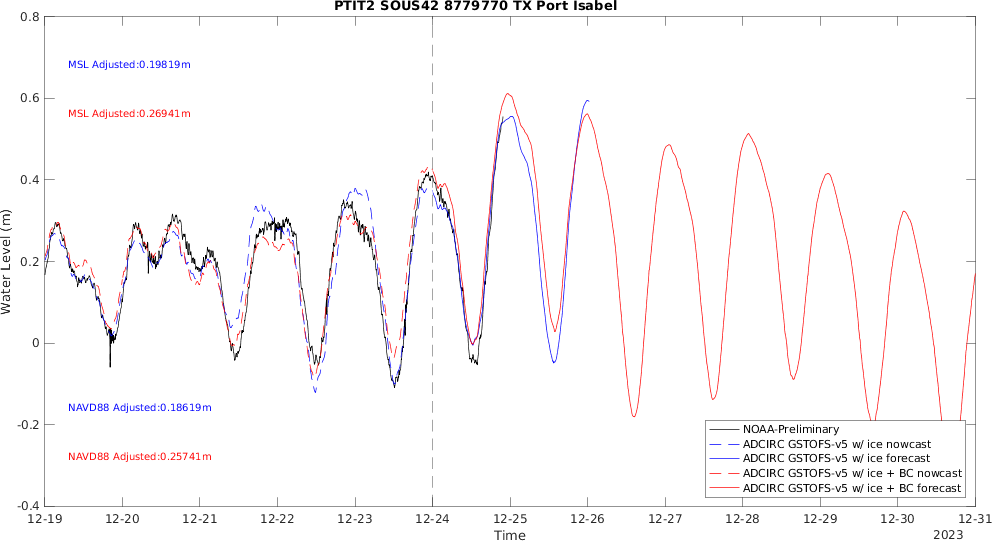 PTIT2 SOUS42 8779770 TX Port Isabel
Water Level (m)
0.8
0.6
0.4
0.2
0
-0.2
-0.4
MSL Adjusted:0.19819m
MSL Adjusted:0.26941m
NAVD88 Adjusted:0.18619m
NAVD88 Adjusted:0.25741m
NOAA-Preliminary
ADCIRC GSTOFS-v5 w/ ice nowcast
ADCIRC GSTOFS-v5 w/ ice forecast
ADCIRC GSTOFS-v5 w/ ice + BC nowcast
ADCIRC GSTOFS-v5 w/ ice + BC forecast
12-19 12-20 12-21 12-22 12-23 12-24 12-25 12-26 12-27 12-28 12-29 12-30 12-31
Time
2023